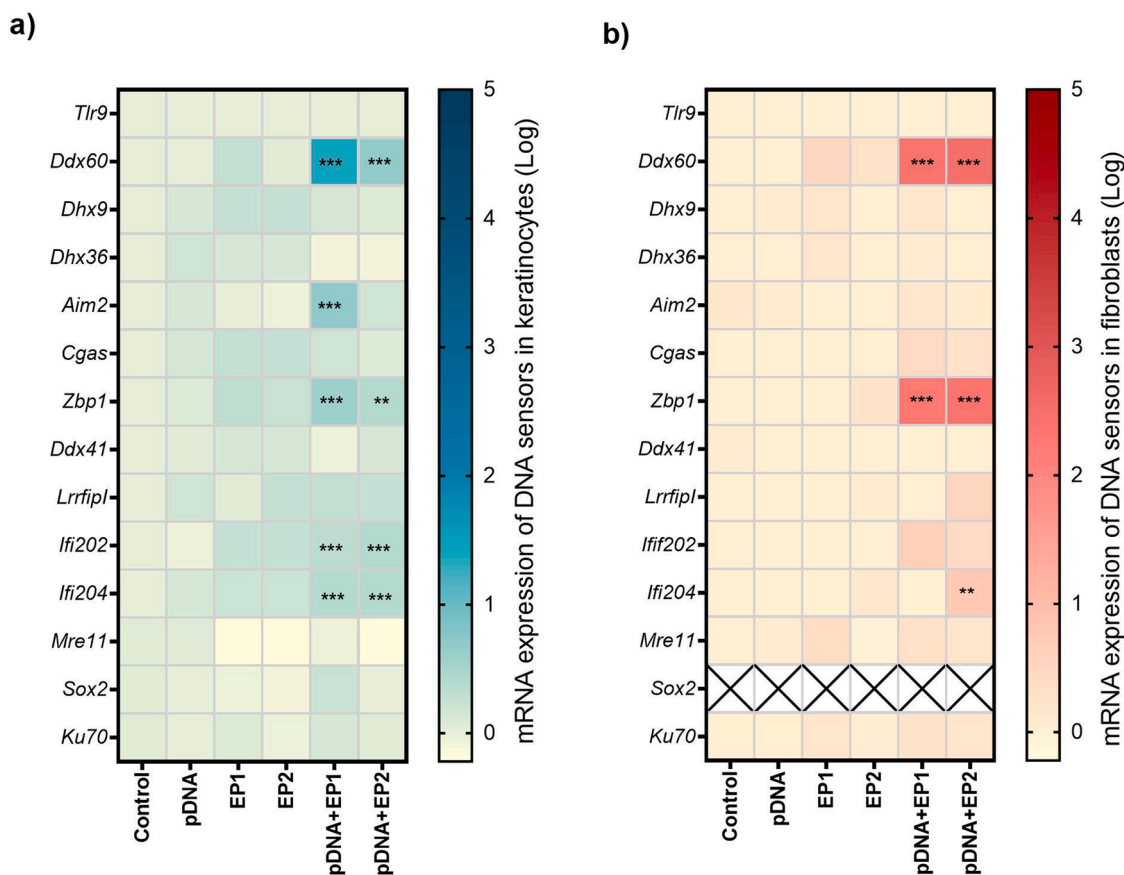 a)
Tlr9
Ddx60
Dhx9
Dhx36
Aim2
Cgas
Zbp1
Ddx41
LrrfipI
Ifi202
Ifi204
Mre11
Sox2
Ku70
*** ***
***
*** **
*** ***
*** ***
Control
pDNA
EP1
EP2
pDNA+EP1
pDNA+EP2
5
4
3
2
1
0
mRNA expression of DNA sensors in keratinocytes (Log)
b)
Tlr9
Ddx60
Dhx9
Dhx36
Aim2
Cgas
Zbp1
Ddx41
LrrfipI
Ifif202
Ifi204
Mre11
Sox2
Ku70
*** ***
*** ***
**
Control
pDNA
EP1
EP2
pDNA+EP1
pDNA+EP2
5
4
3
2
1
0
mRNA expression of DNA sensors in fibroblasts (Log)